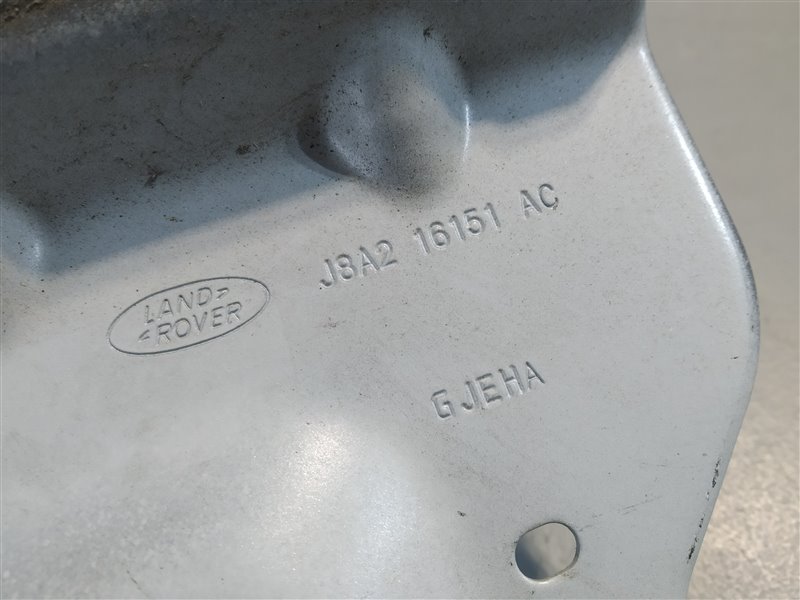 J8A2 16151 AC
LAND
ROVER
GJEHA